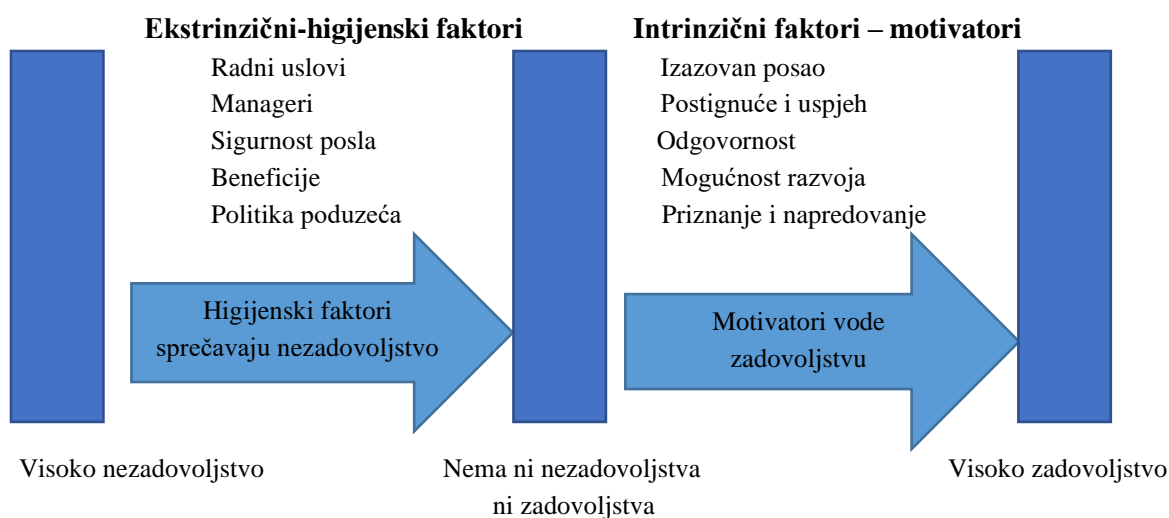 Ekstrinzični-higijenski faktori
Radni uslovi
Manageri
Sigurnost posla
Beneficije
Politika poduzeća
Higijenski faktori
sprečavaju nezadovoljstvo
Intrinzični faktori – motivatori
Izazovan posao
Postignuće i uspjeh
Odgovornost
Mogućnost razvoja
Priznanje i napredovanje
Motivatori vode
zadovoljstvu
Visoko nezadovoljstvo
Nema ni nezadovoljstva
ni zadovoljstva
Visoko zadovoljstvo